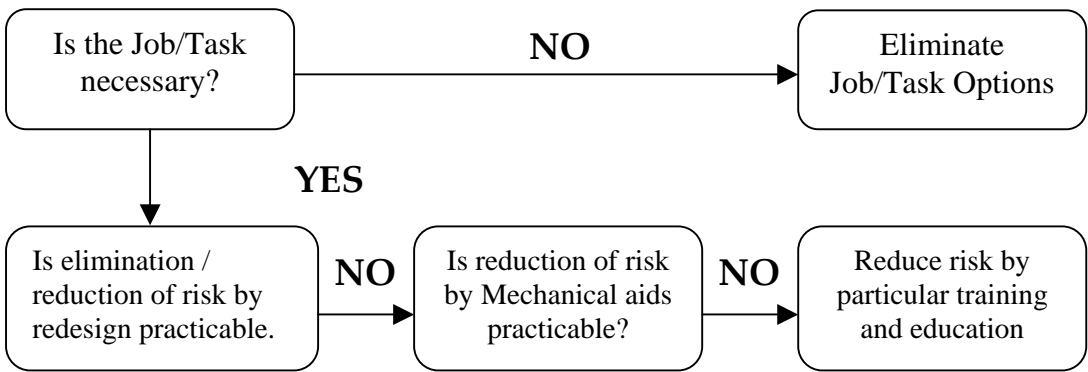 Is the Job/Task
necessary?
NO
Eliminate
Job/Task Options
YES
Is elimination /
reduction of risk by
redesign practicable.
NO
Is reduction of risk
by Mechanical aids
practicable?
NO
Reduce risk by
particular training
and education